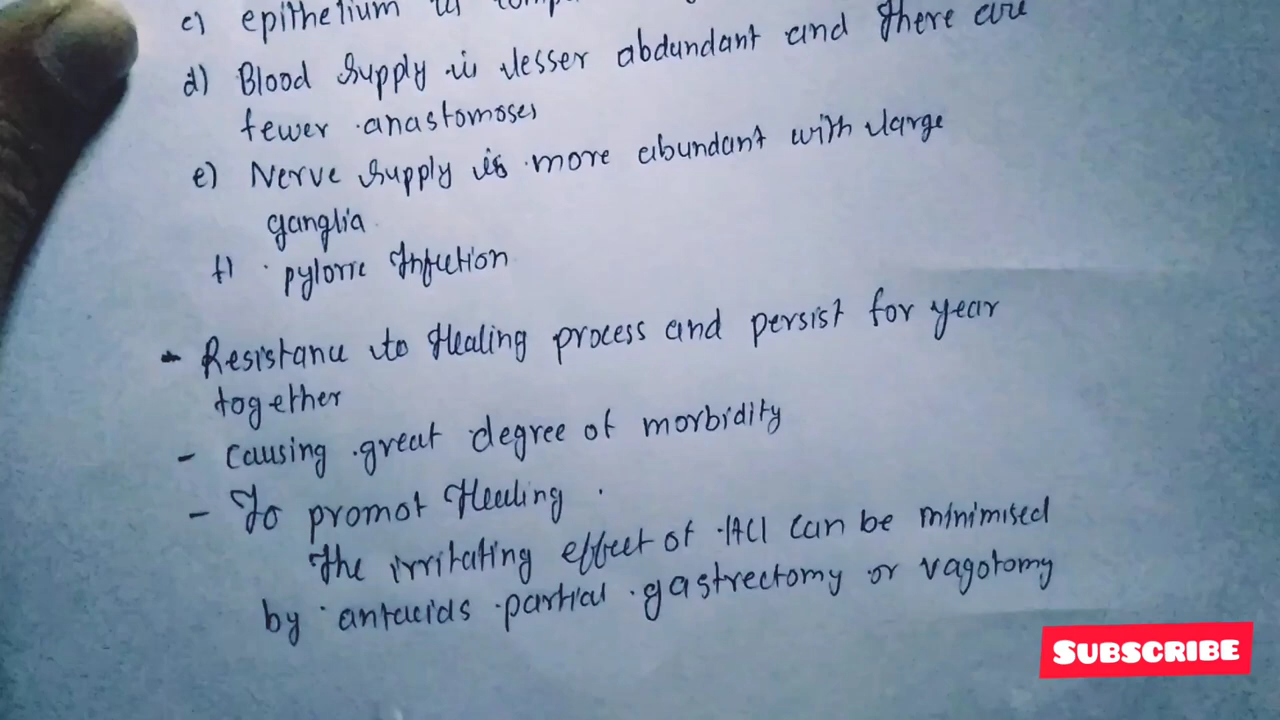 c) epithelium is
d) Blood supply is lesser abdundant and there are
fewer anastomoses
e) Nerve supply is more abundant with large
ganglia
f) pyloric Infection
- Resistance to Healing process and persist for year
together
- causing great degree of morbidity
- To promot Healing
The irritating effect of HCl can be minimised
by antacids partial gastrectomy or vagotomy
SUBSCRIBE